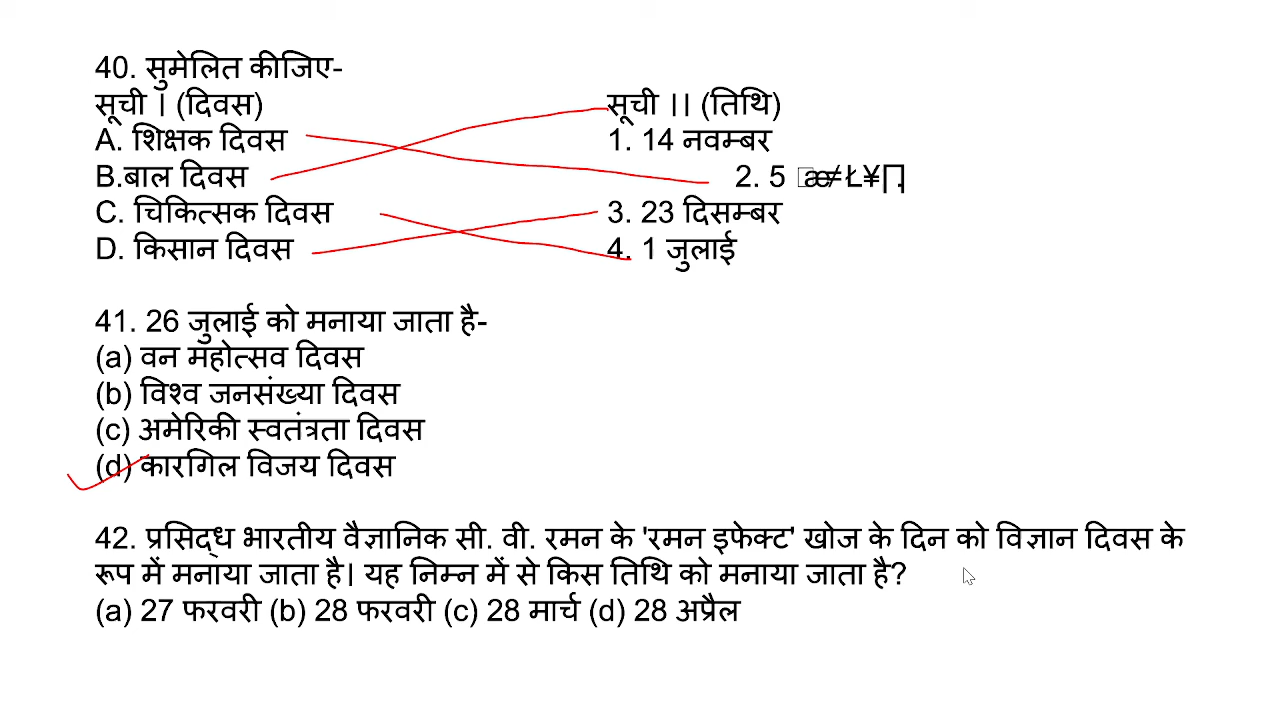 40. सुमेलित कीजिए-
सूची । (दिवस) सूची ।। (तिथि)
A. शिक्षक दिवस 1. 14 नवम्बर
B.बाल दिवस 2. 5
C. चिकित्सक दिवस 3. 23 दिसम्बर
D. किसान दिवस 4. 1 जुलाई
41. 26 जुलाई को मनाया जाता है-
(a) वन महोत्सव दिवस
(b) विश्व जनसंख्या दिवस
(c) अमेरिकी स्वतंत्रता दिवस
(d) कारगिल विजय दिवस
42. प्रसिद्ध भारतीय वैज्ञानिक सी. वी. रमन के 'रमन इफेक्ट' खोज के दिन को विज्ञान दिवस के
रूप में मनाया जाता है। यह निम्न में से किस तिथि को मनाया जाता है?
(a) 27 फरवरी (b) 28 फरवरी (c) 28 मार्च (d) 28 अप्रैल